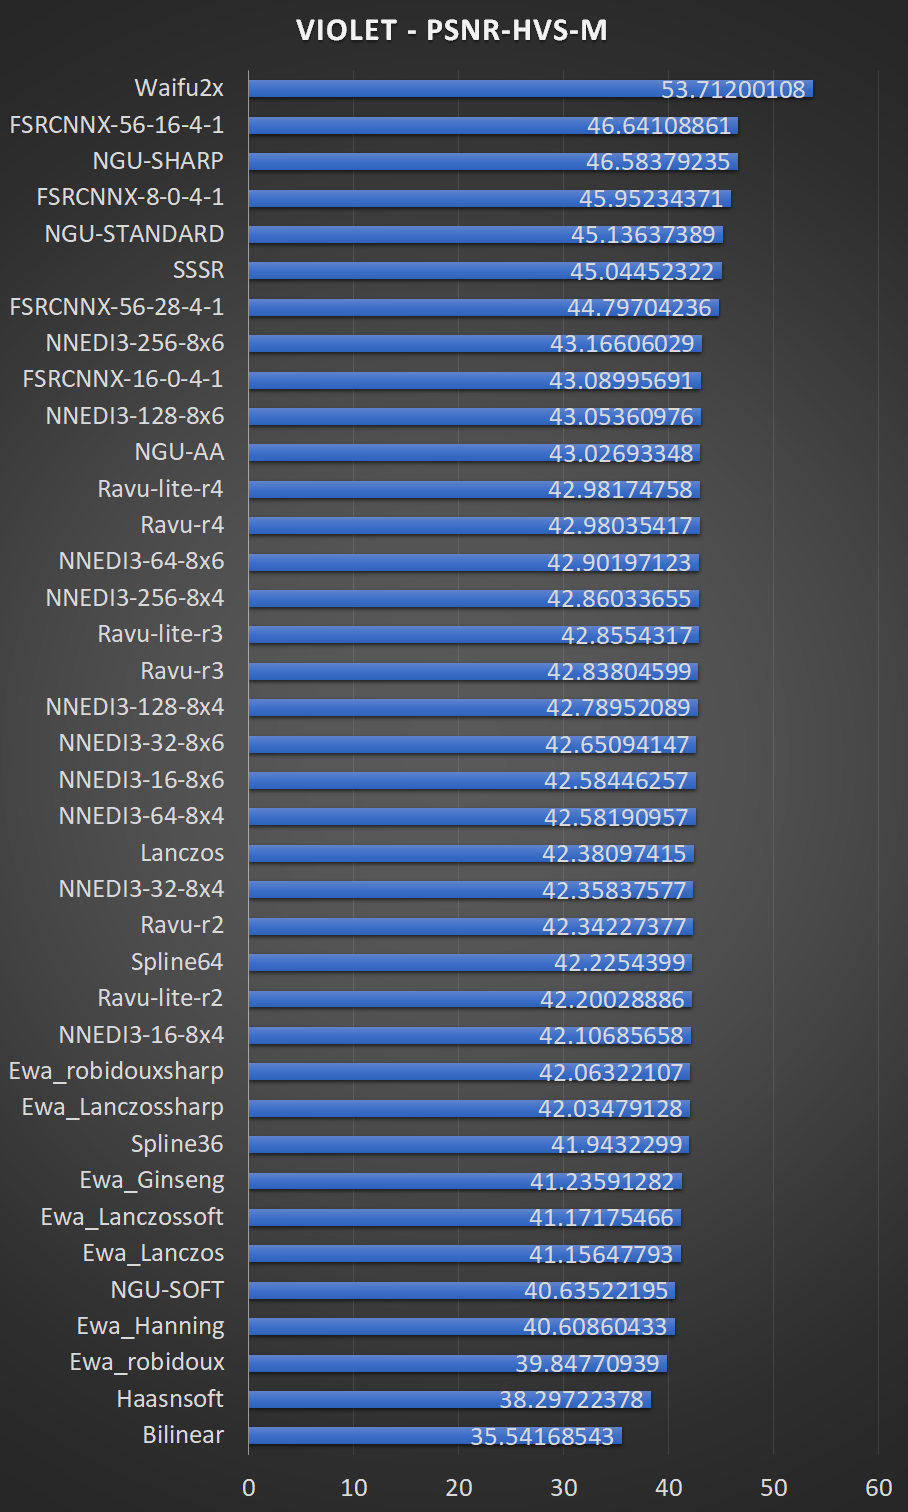 VIOLET - PSNR-HVS-M
Waifu2x 53.71200108
FSRCNNX-56-16-4-1 46.64108861
NGU-SHARP 46.58379235
FSRCNNX-8-0-4-1 45.95234371
NGU-STANDARD 45.13637389
SSSR 45.04452322
FSRCNNX-56-28-4-1 44.79704236
NNEDI3-256-8x6 43.16606029
FSRCNNX-16-0-4-1 43.08995691
NNEDI3-128-8x6 43.05360976
NGU-AA 43.02693348
Ravu-lite-r4 42.98174758
Ravu-r4 42.98035417
NNEDI3-64-8x6 42.90197123
NNEDI3-256-8x4 42.86033655
Ravu-lite-r3 42.8554317
Ravu-r3 42.83804599
NNEDI3-128-8x4 42.78952089
NNEDI3-32-8x6 42.65094147
NNEDI3-16-8x6 42.58446257
NNEDI3-64-8x4 42.58190957
Lanczos 42.38097415
NNEDI3-32-8x4 42.35837577
Ravu-r2 42.34227377
Spline64 42.2254399
Ravu-lite-r2 42.20028886
NNEDI3-16-8x4 42.10685658
Ewa_robidouxsharp 42.06322107
Ewa_Lanczossharp 42.03479128
Spline36 41.9432299
Ewa_Ginseng 41.23591282
Ewa_Lanczossoft 41.17175466
Ewa_Lanczos 41.15647793
NGU-SOFT 40.63522195
Ewa_Hanning 40.60860433
Ewa_robidoux 39.84770939
Haasnsoft 38.29722378
Bilinear 35.54168543
0 10 20 30 40 50 60